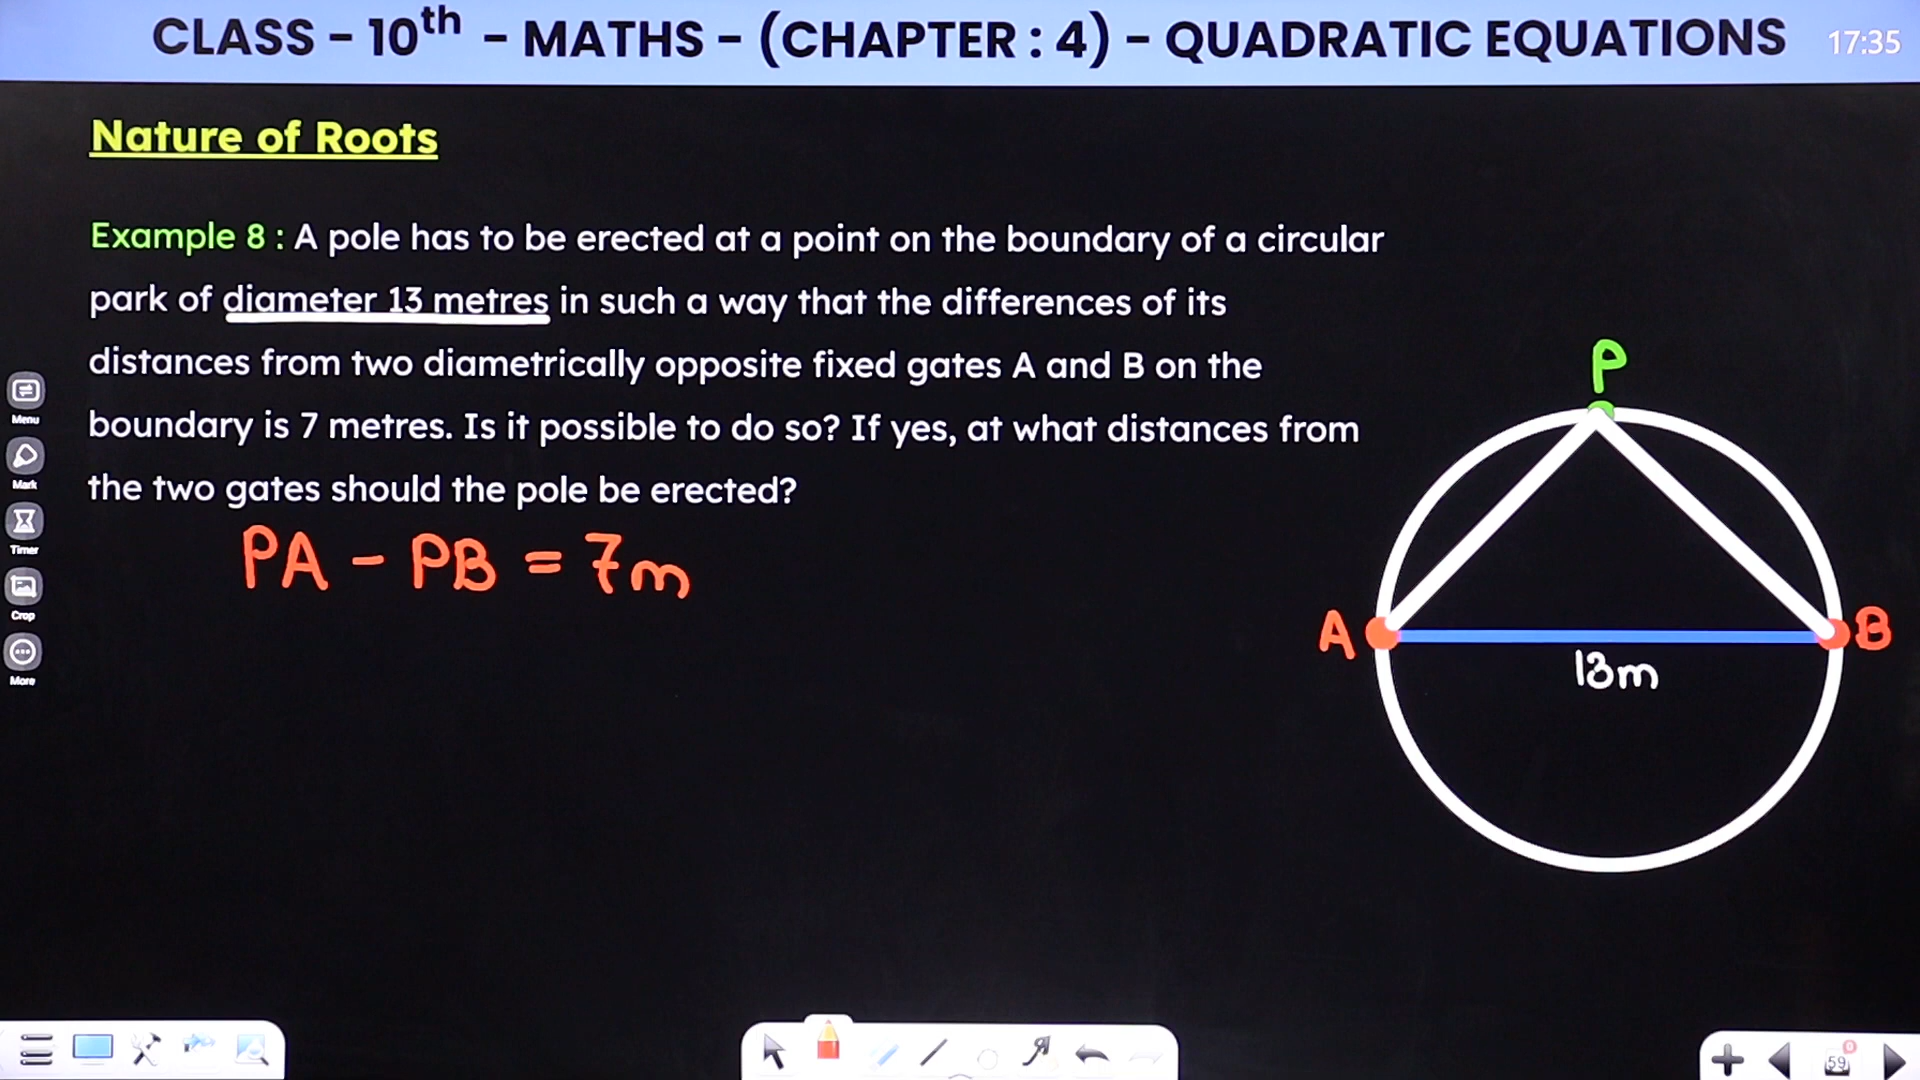 CLASS - 10th - MATHS - (CHAPTER : 4) - QUADRATIC EQUATIONS
17:35
Nature of Roots
Example 8 : A pole has to be erected at a point on the boundary of a circular
park of diameter 13 metres in such a way that the differences of its
distances from two diametrically opposite fixed gates A and B on the
boundary is 7 metres. Is it possible to do so? If yes, at what distances from
the two gates should the pole be erected?
PA - PB = 7m
P
A
B
13m
Menu
Mark
Timer
Crop
More
59
0